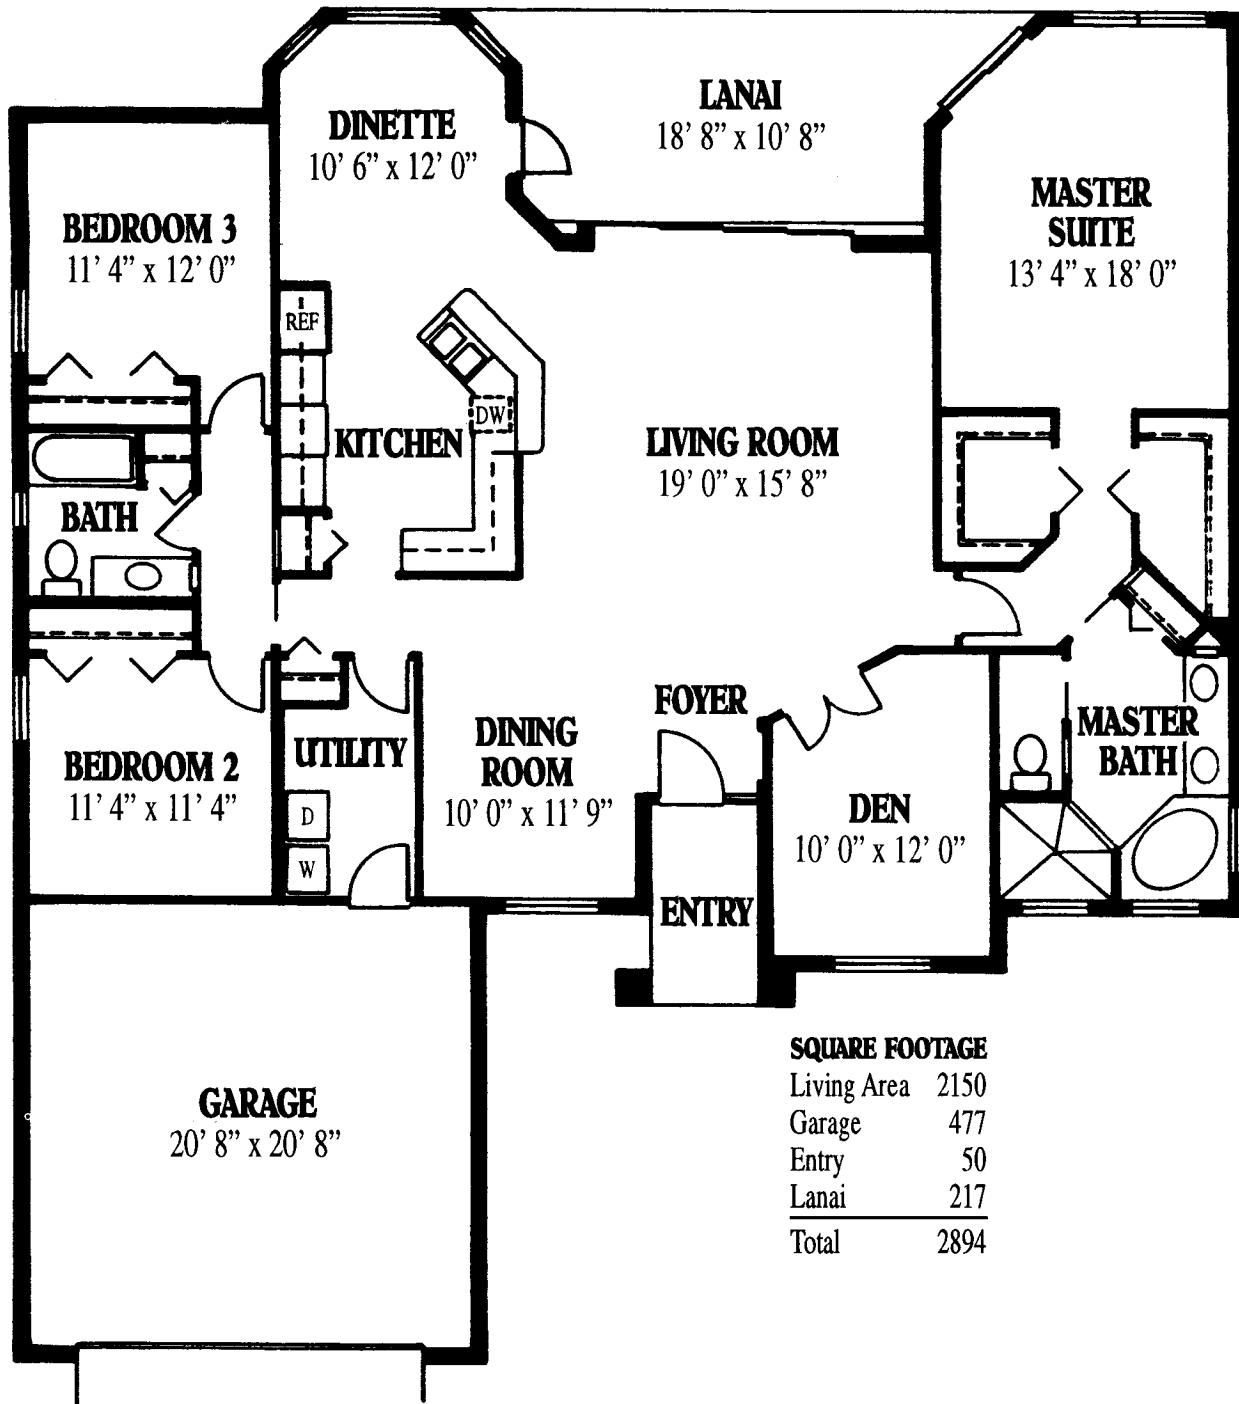 LANAI
18’ 8” x 10’ 8”
DINETTE
10’ 6” x 12’ 0”
MASTER
SUITE
13’ 4” x 18’ 0”
BEDROOM 3
11’ 4” x 12’ 0”
REF
DW
KITCHEN
LIVING ROOM
19’ 0” x 15’ 8”
BATH
FOYER
MASTER
BATH
DINING
ROOM
10’ 0” x 11’ 9”
UTILITY
BEDROOM 2
11’ 4” x 11’ 4”
D
W
DEN
10’ 0” x 12’ 0”
ENTRY
GARAGE
20’ 8” x 20’ 8”
SQUARE FOOTAGE
Living Area 2150
Garage 477
Entry 50
Lanai 217
Total 2894